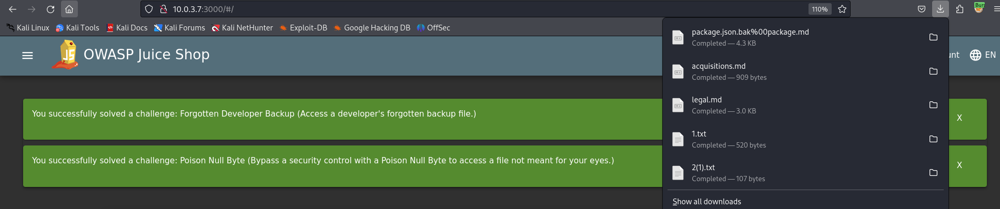 10.0.3.7:3000/#/
110%
Kali Linux Kali Tools Kali Docs Kali Forums Kali NetHunter Exploit-DB Google Hacking DB OffSec
OWASP Juice Shop
EN
You successfully solved a challenge: Forgotten Developer Backup (Access a developer's forgotten backup file.)
X
You successfully solved a challenge: Poison Null Byte (Bypass a security control with a Poison Null Byte to access a file not meant for your eyes.)
X
package.json.bak%00package.md
Completed — 4.3 KB
acquisitions.md
Completed — 909 bytes
legal.md
Completed — 3.0 KB
1.txt
Completed — 520 bytes
2(1).txt
Completed — 107 bytes
Show all downloads